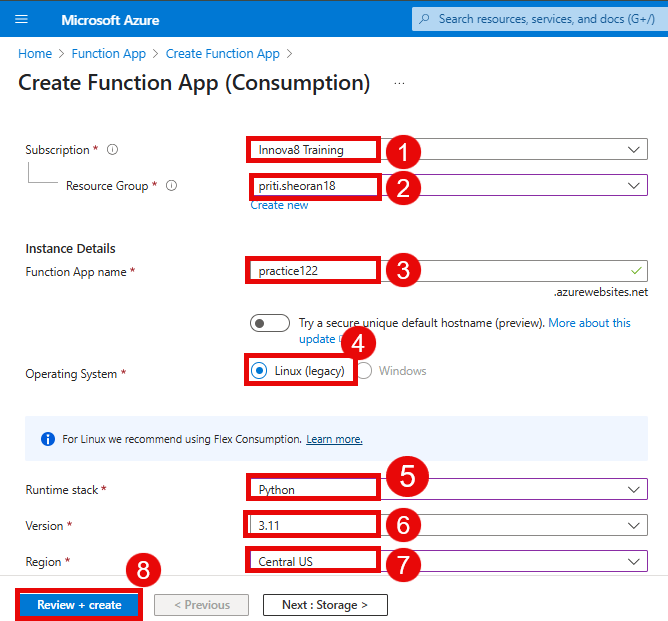 Microsoft Azure
Search resources, services, and docs (G+/)
Home > Function App > Create Function App >
Create Function App (Consumption) ...
Subscription * Innova8 Training 1
Resource Group * priti.sheoran18 2
Create new
Instance Details
Function App name * practice122 3
.azurewebsites.net
Try a secure unique default hostname (preview). More about this
update 4
Operating System * Linux (legacy) Windows
For Linux we recommend using Flex Consumption. Learn more.
Runtime stack * Python 5
Version * 3.11 6
Region * Central US 7
8
Review + create < Previous Next : Storage >